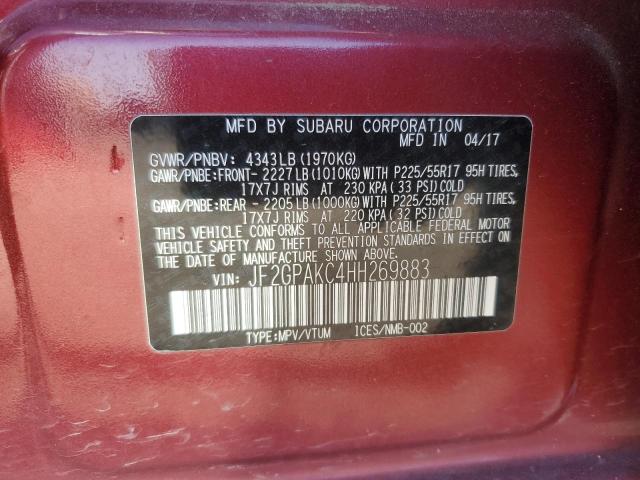 MFD BY SUBARU CORPORATION
MFD IN 04/17
GVWR/PNBV: 4343LB(1970KG)
GAWR/PNBE:FRONT- 2227LB(1010KG)WITH P225/55R17 95H TIRES,
17X7J RIMS AT 230 KPA(33 PSI)COLD
GAWR/PNBE:REAR - 2205LB(1000KG)WITH P225/55R17 95H TIRES,
17X7J RIMS AT 220 KPA(32 PSI)COLD
THIS VEHICLE CONFORMS TO ALL APPLICABLE FEDERAL MOTOR
VEHICLE SAFETY AND THEFT PREVENTION STANDARDS IN EFFECT
ON THE DATE OF MANUFACTURE SHOWN ABOVE.
VIN: JF2GPAKC4HH269883
TYPE:MPV/VTUM ICES/NMB-002